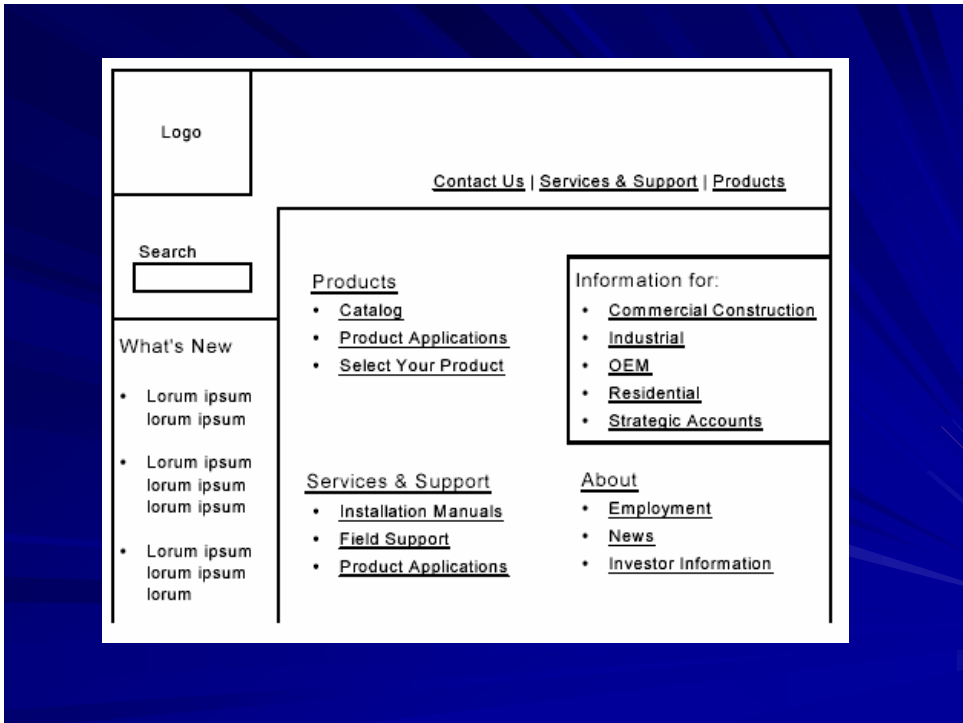 Logo
Contact Us | Services & Support | Products
Search
What's New
• Lorum ipsum
lorum ipsum
• Lorum ipsum
lorum ipsum
lorum ipsum
• Lorum ipsum
lorum ipsum
lorum
Products
• Catalog
• Product Applications
• Select Your Product
Information for:
• Commercial Construction
• Industrial
• OEM
• Residential
• Strategic Accounts
Services & Support
• Installation Manuals
• Field Support
• Product Applications
About
• Employment
• News
• Investor Information